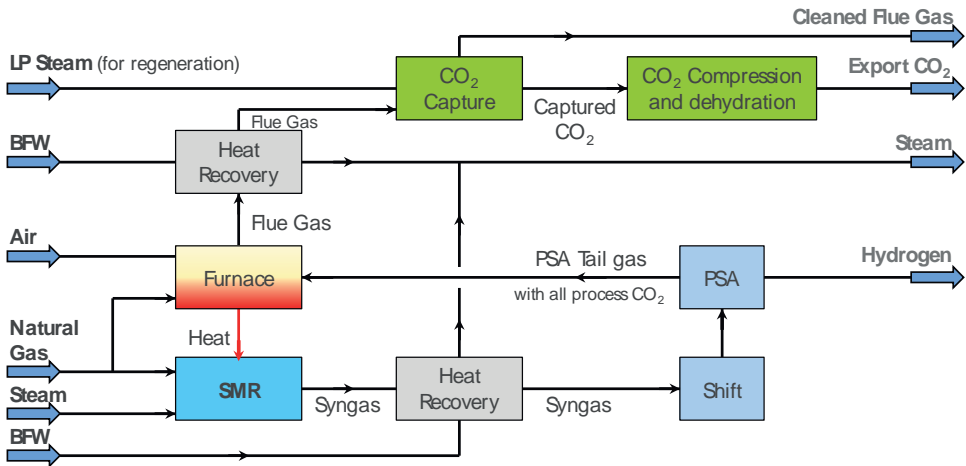 Cleaned Flue Gas
LP Steam (for regeneration)
CO2
Capture
CO2 Compression
and dehydration
Export CO2
Captured
CO2
Flue Gas
BFW
Heat
Recovery
Steam
Flue Gas
Air
Furnace
PSA Tail gas
with all process CO2
PSA
Hydrogen
Natural
Gas
Heat
SMR
Syngas
Heat
Recovery
Syngas
Shift
Steam
BFW